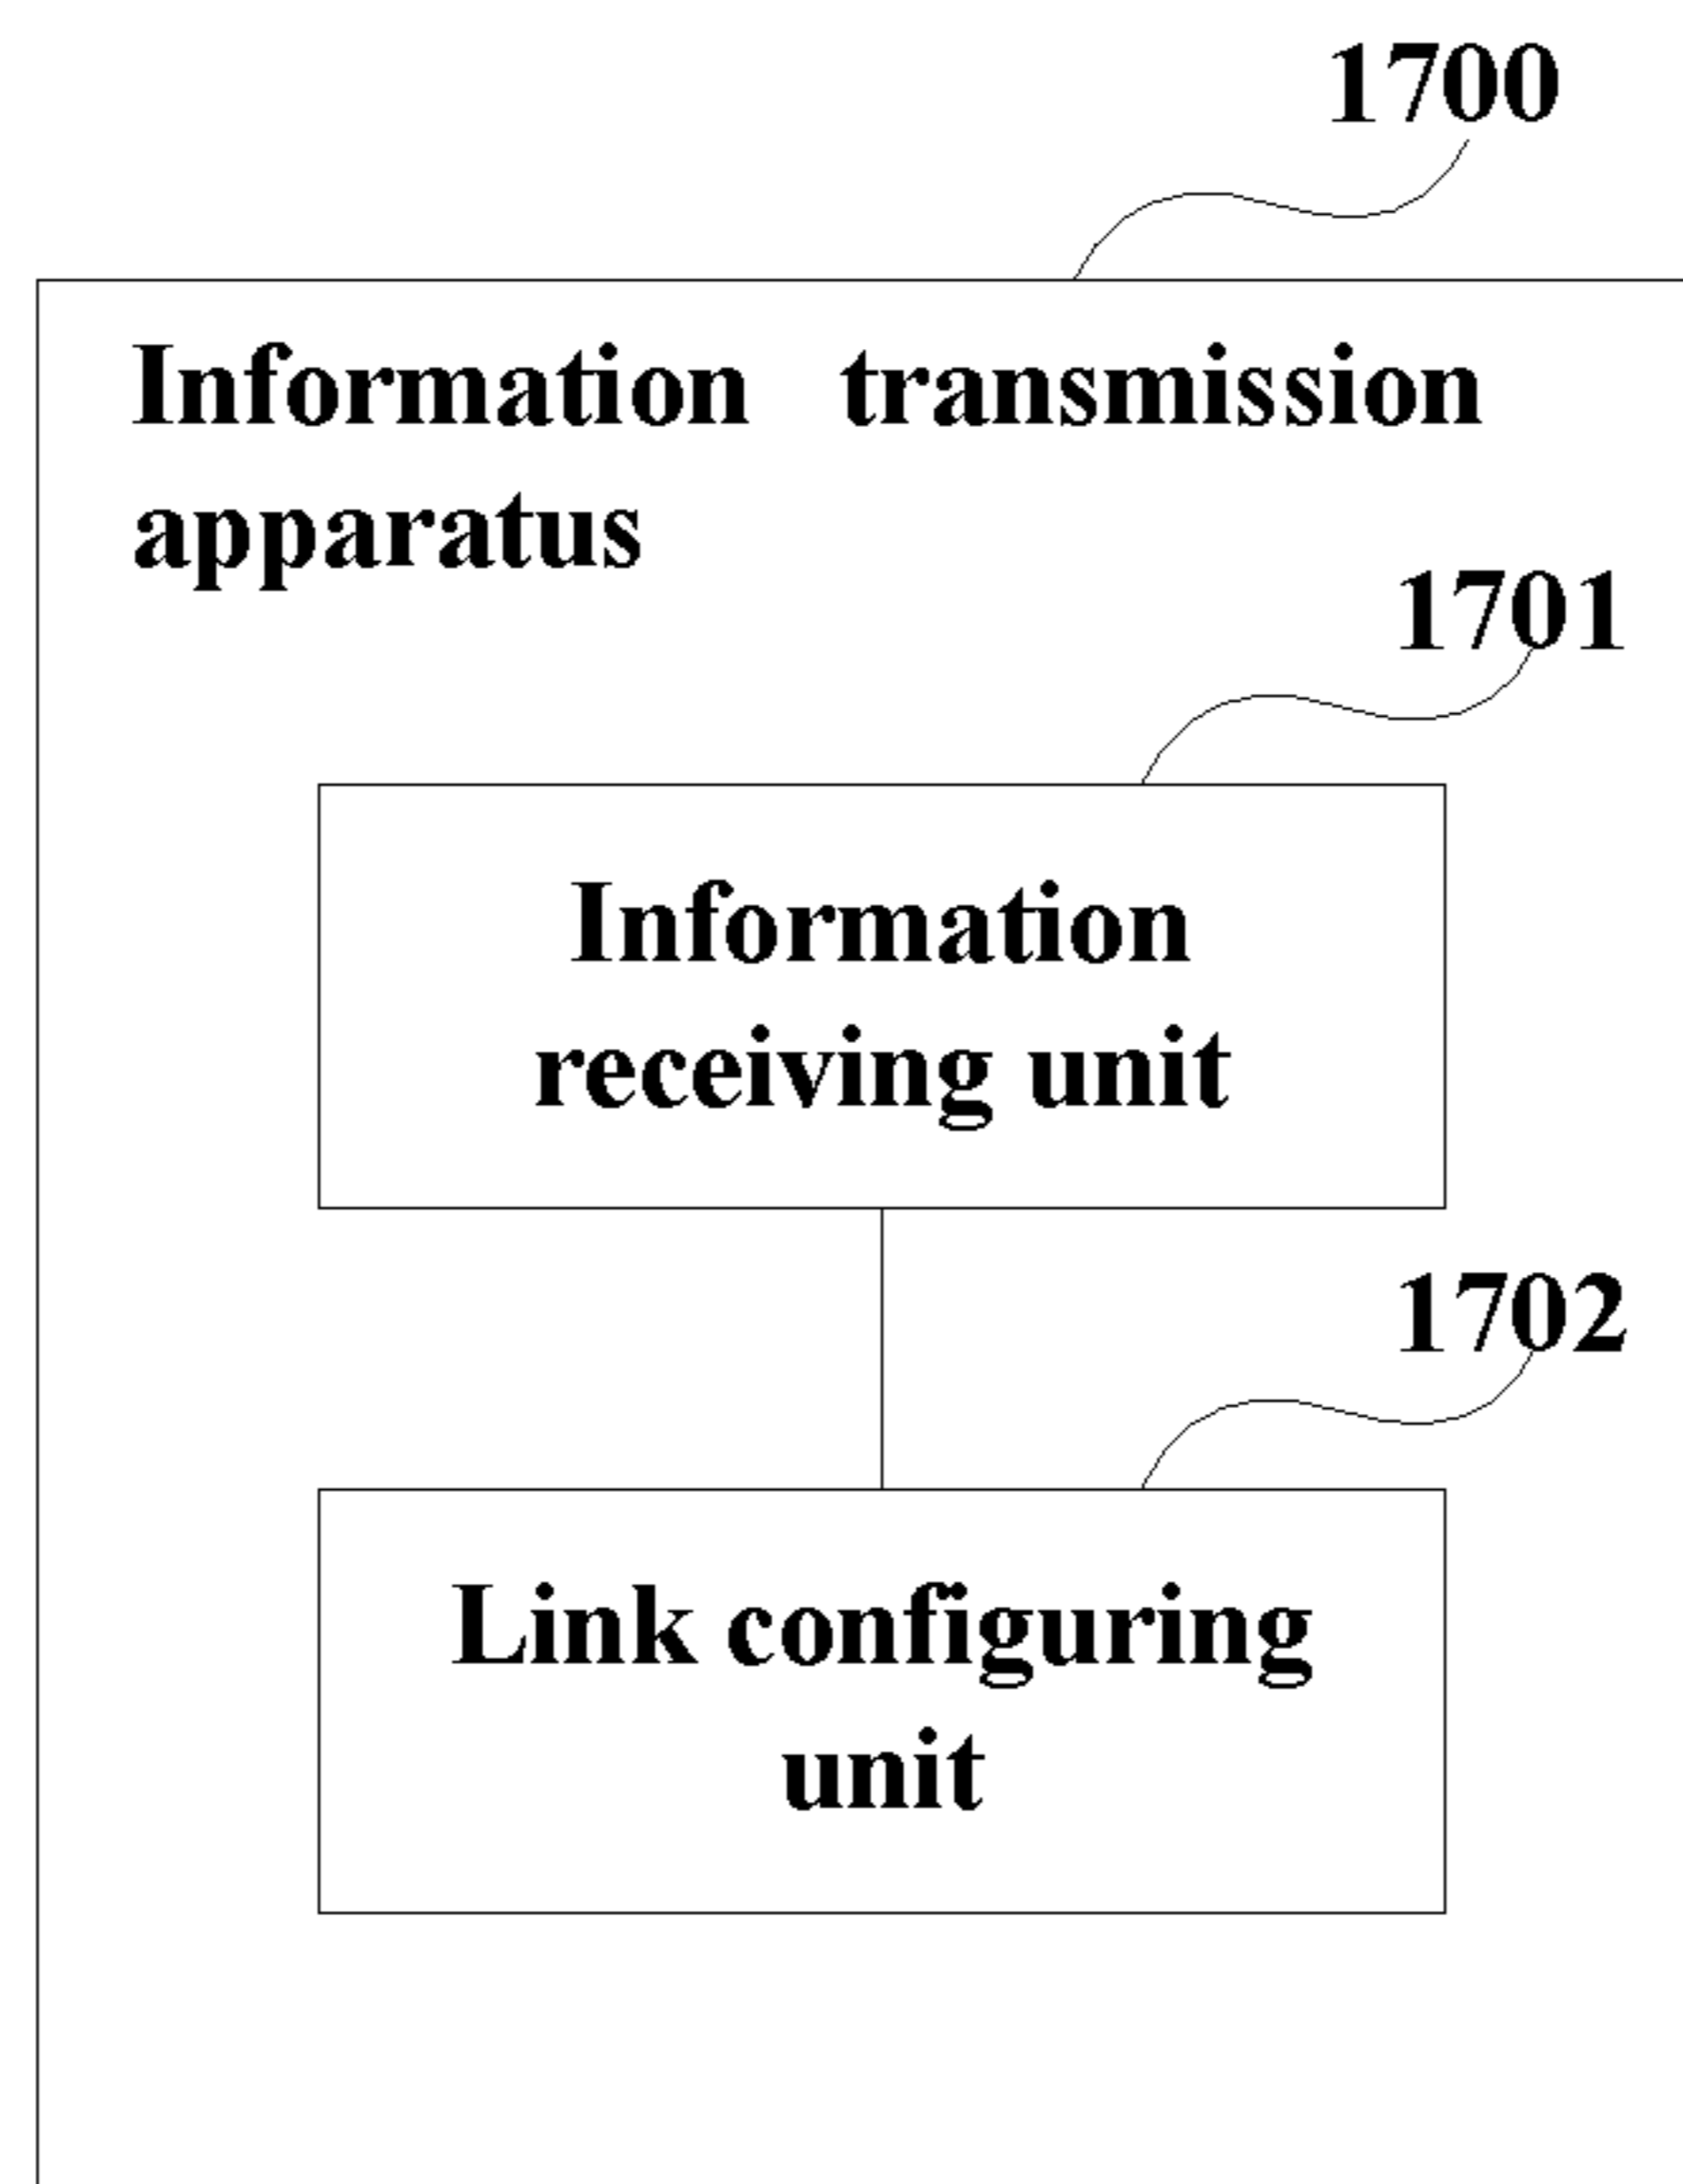 1700
Information transmission
apparatus
1701
Information
receiving unit
1702
Link configuring
unit